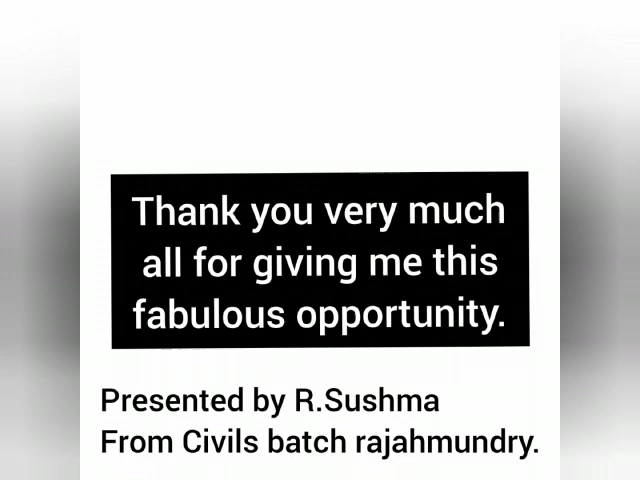 Thank you very much
all for giving me this
fabulous opportunity.
Presented by R.Sushma
From Civils batch rajahmundry.